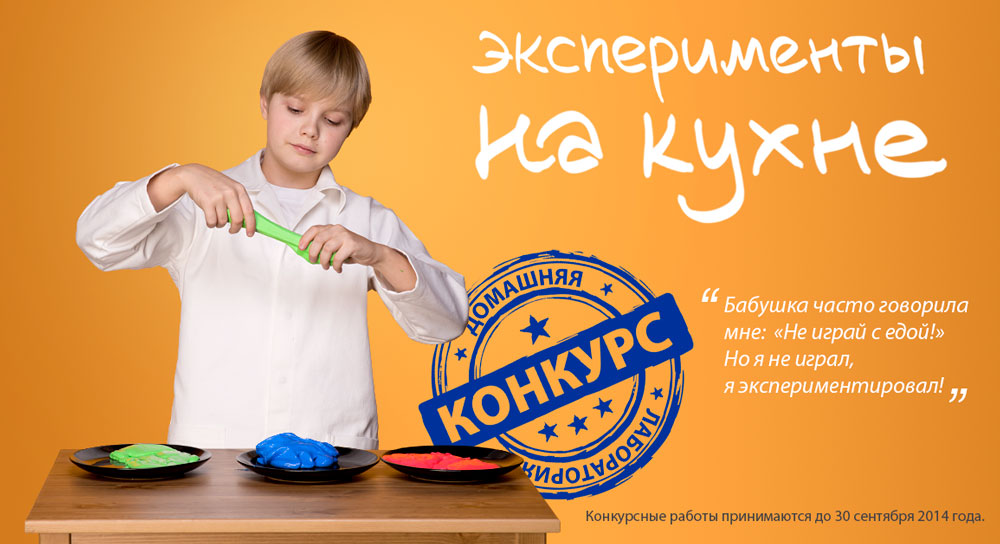 эксперименты
на кухне
ДОМАШНЯЯ
КОНКУРС
ЛАБОРАТОРИЯ
“ Бабушка часто говорила
мне: «Не играй с едой!»
Но я не играл,
я экспериментировал! „
Конкурсные работы принимаются до 30 сентября 2014 года.